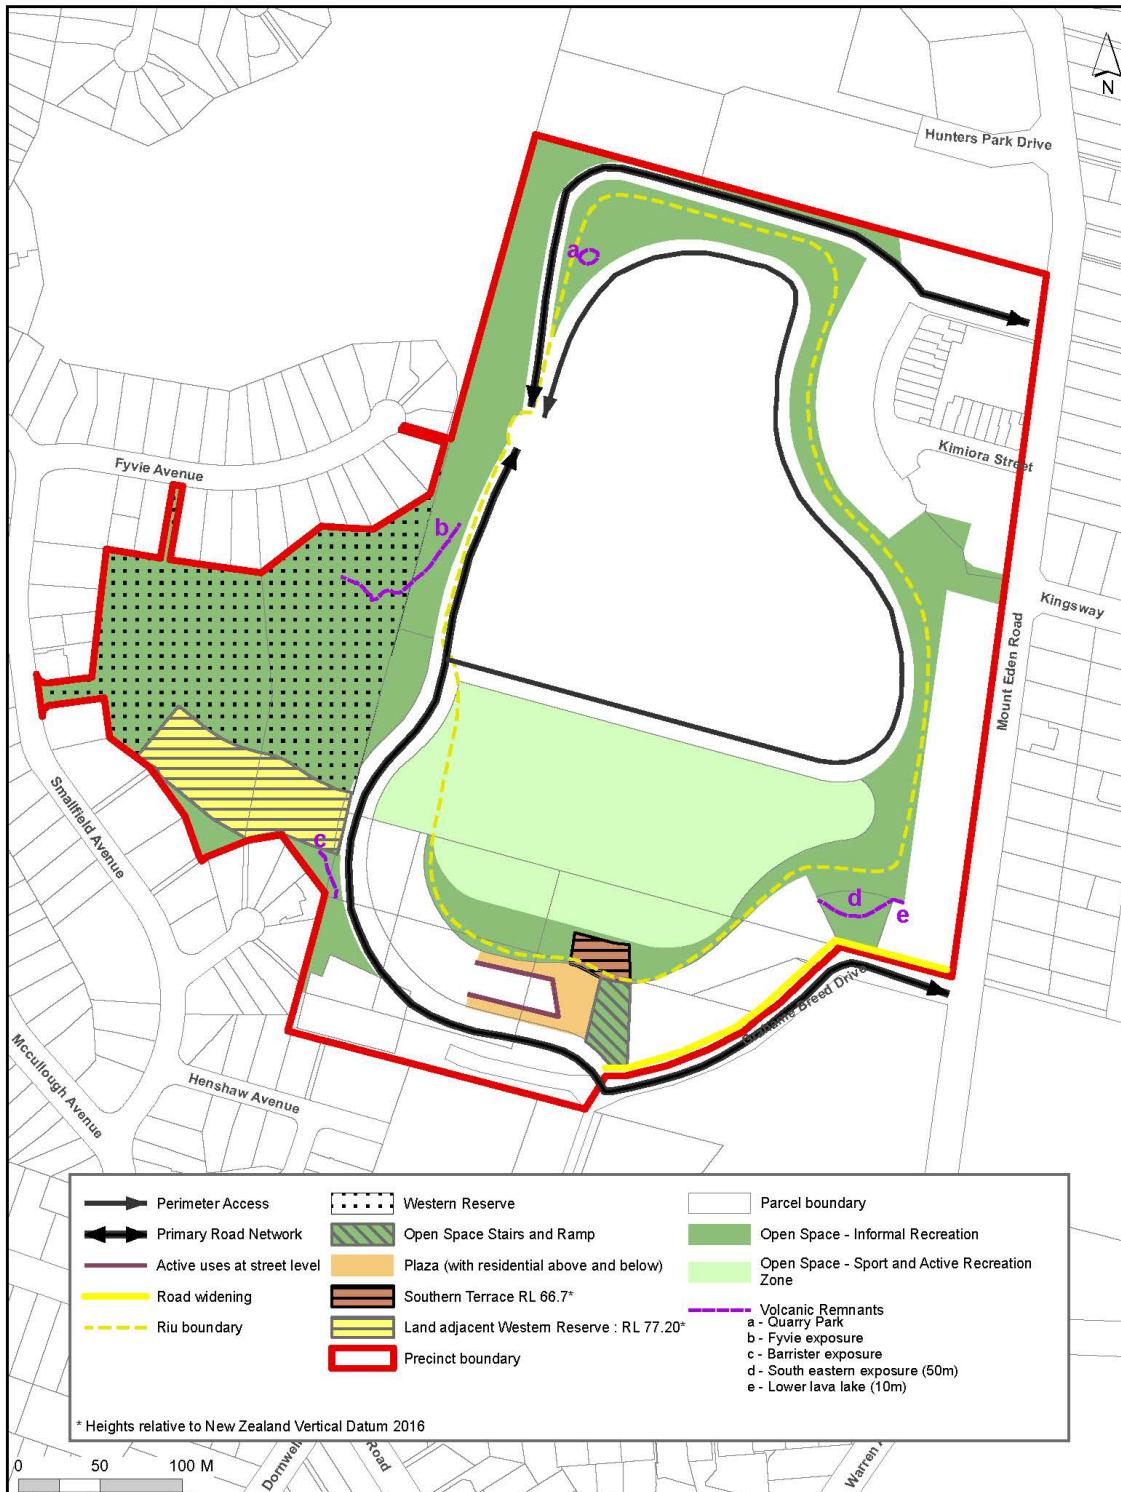 N
Hunters Park Drive
a
Kimiora Street
Fyvie Avenue
b
Kingsway
Mount Eden Road
Smallfield Avenue
c
d
e
Grahame Breed Drive
Mccullough Avenue
Henshaw Avenue
Perimeter Access
Primary Road Network
Active uses at street level
Road widening
Riu boundary
Western Reserve
Open Space Stairs and Ramp
Plaza (with residential above and below)
Southern Terrace RL 66.7*
Land adjacent Western Reserve : RL 77.20*
Precinct boundary
Parcel boundary
Open Space - Informal Recreation
Open Space - Sport and Active Recreation
Zone
Volcanic Remnants
a - Quarry Park
b - Fyvie exposure
c - Barrister exposure
d - South eastern exposure (50m)
e - Lower lava lake (10m)
* Heights relative to New Zealand Vertical Datum 2016
0 50 100 M
Road
Warren